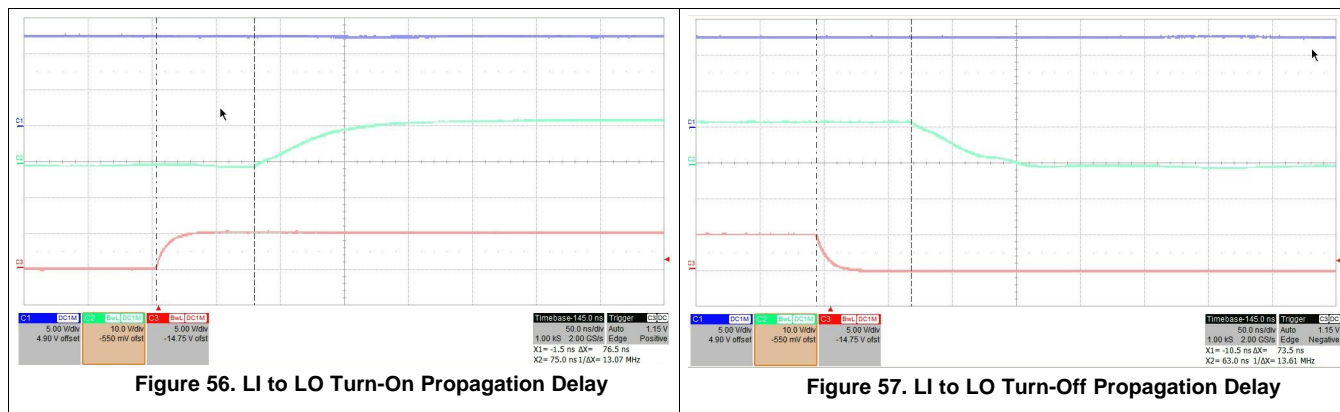 C1
C1 DC1M
5.00 V/div
4.90 V offset
C2 BwL DC1M
10.0 V/div
-550 mV ofst
C3 BwL DC1M
5.00 V/div
-14.75 V ofst
Timebase -145.0 ns
50.0 ns/div
1.00 kS 2.00 GS/s
Trigger C3 DC
Auto 1.15 V
Edge Positive
X1= -1.5 ns ΔX= 76.5 ns
X2= 75.0 ns 1/ΔX= 13.07 MHz
Figure 56. LI to LO Turn-On Propagation Delay
C1
C1 DC1M
5.00 V/div
4.90 V offset
C2 BwL DC1M
10.0 V/div
-550 mV ofst
C3 BwL DC1M
5.00 V/div
-14.75 V ofst
Timebase -145.0 ns
50.0 ns/div
1.00 kS 2.00 GS/s
Trigger C3 DC
Auto 1.15 V
Edge Negative
X1= -10.5 ns ΔX= 73.5 ns
X2= 63.0 ns 1/ΔX= 13.61 MHz
Figure 57. LI to LO Turn-Off Propagation Delay